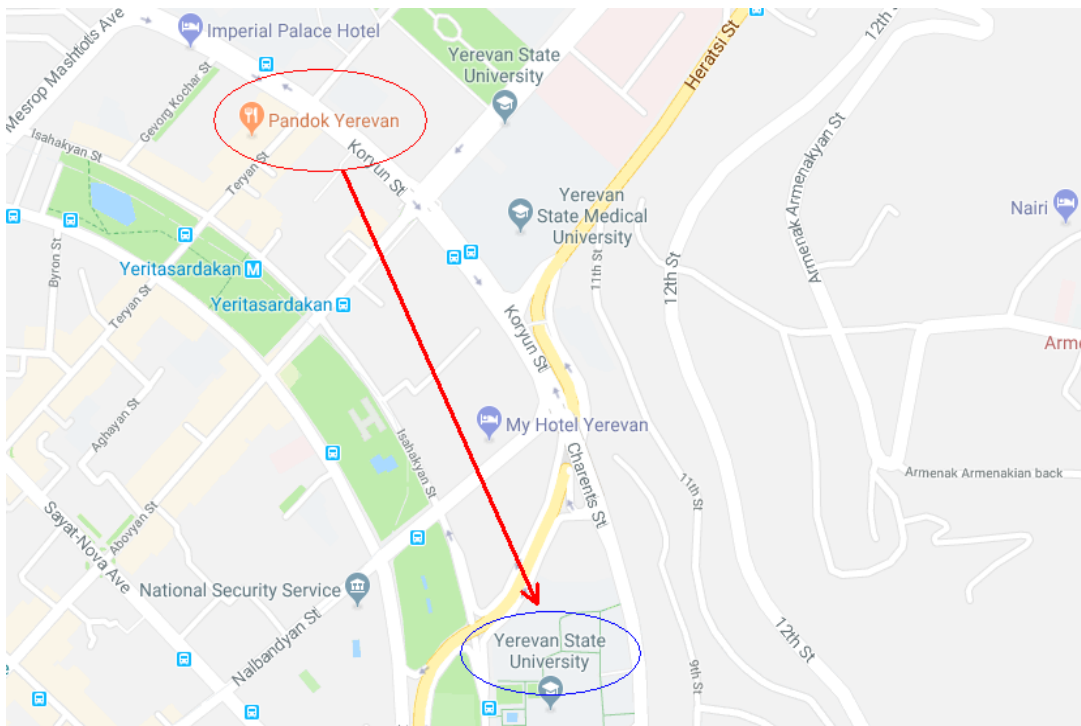 Imperial Palace Hotel
Mesrop Mashtots Ave
Gevorg Kochar St
Yerevan State
University
Heratsi St
12th St
Pandok Yerevan
Isahakyan St
Teryan St
Koryun St
Yerevan
State Medical
University
Armenak Armenakyan St
Nairi
Byron St
Yeritasardakan M
Yeritasardakan
11th St
12th St
Teryan St
Koryun St
Arme
Aghayan St
My Hotel Yerevan
Isahakyan St
Charents St
Armenak Armenakian back
11th St
Abovyan St
Sayat-Nova Ave
National Security Service
Nalbandyan St
Yerevan State
University
12th St
9th St
e